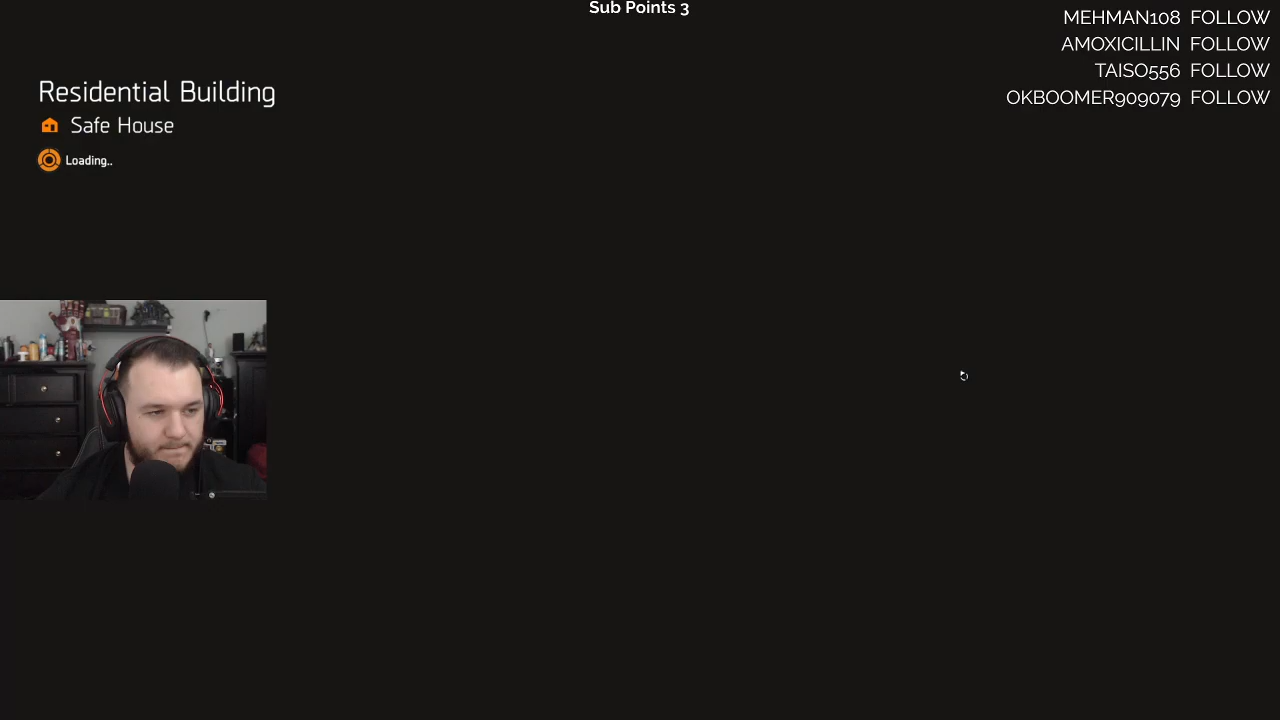 Sub Points 3
MEHMAN108 FOLLOW
AMOXICILLIN FOLLOW
TAISO556 FOLLOW
OKBOOMER909079 FOLLOW
Residential Building
Safe House
Loading..